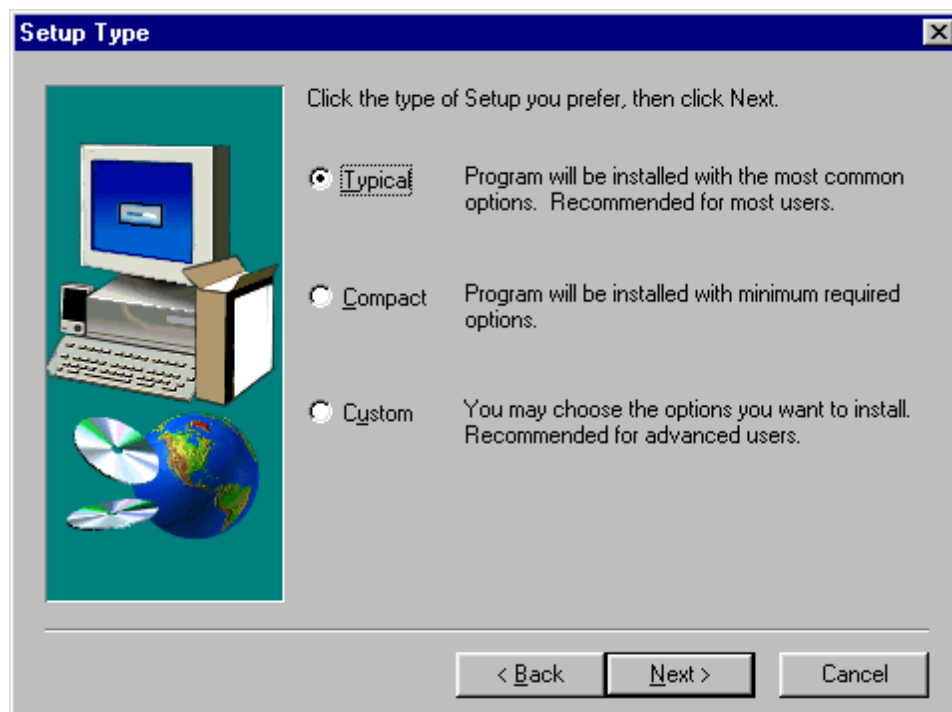 Setup Type
Click the type of Setup you prefer, then click Next.
Typical
Program will be installed with the most common
options.  Recommended for most users.
Compact
Program will be installed with minimum required
options.
Custom
You may choose the options you want to install.
Recommended for advanced users.
< Back
Next >
Cancel